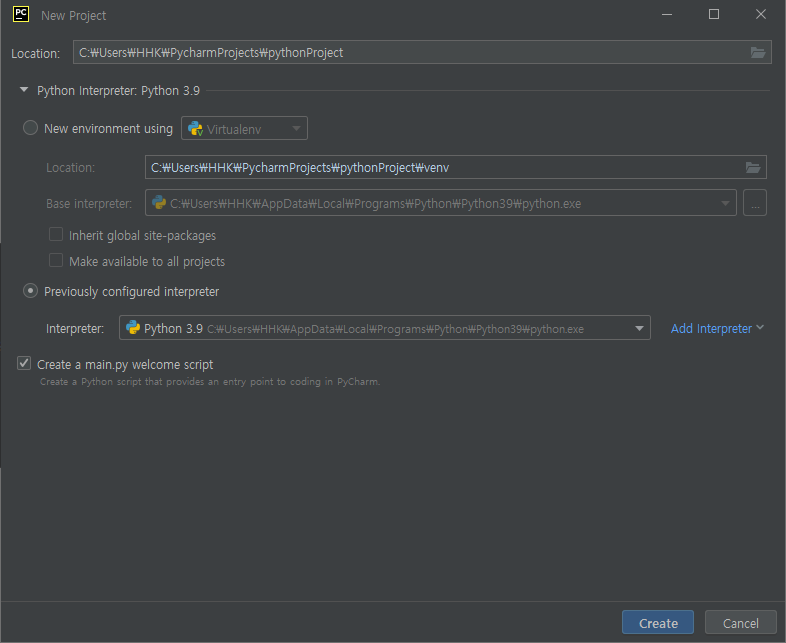 PC New Project
Location: C:₩Users₩HHK₩PycharmProjects₩pythonProject
Python Interpreter: Python 3.9
New environment using Virtualenv
Location: C:₩Users₩HHK₩PycharmProjects₩pythonProject₩venv
Base interpreter: C:₩Users₩HHK₩AppData₩Local₩Programs₩Python₩Python39₩python.exe ...
Inherit global site-packages
Make available to all projects
Previously configured interpreter
Interpreter: Python 3.9 C:₩Users₩HHK₩AppData₩Local₩Programs₩Python₩Python39₩python.exe Add Interpreter
Create a main.py welcome script
Create a Python script that provides an entry point to coding in PyCharm.
Create Cancel